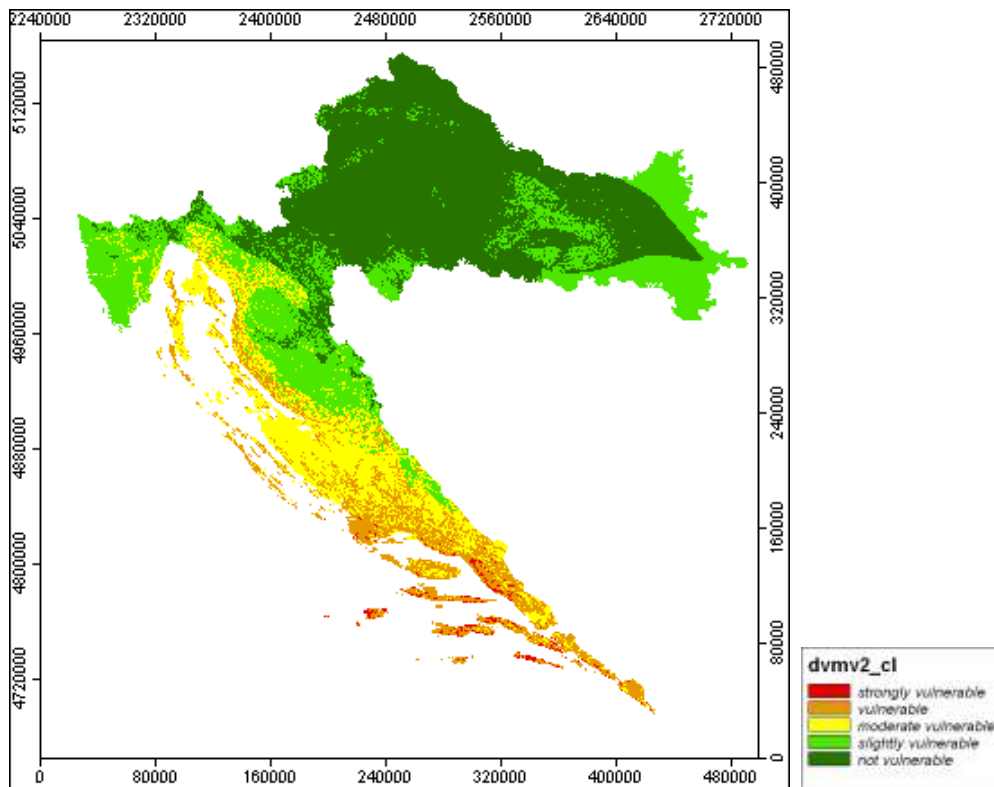 2240000 2320000 2400000 2480000 2560000 2640000 2720000
5120000
5040000
4960000
4880000
4800000
4720000
480000
400000
320000
240000
160000
80000
0
0 80000 160000 240000 320000 400000 480000
dvmv2_cl
strongly vulnerable
vulnerable
moderate vulnerable
slightly vulnerable
not vulnerable